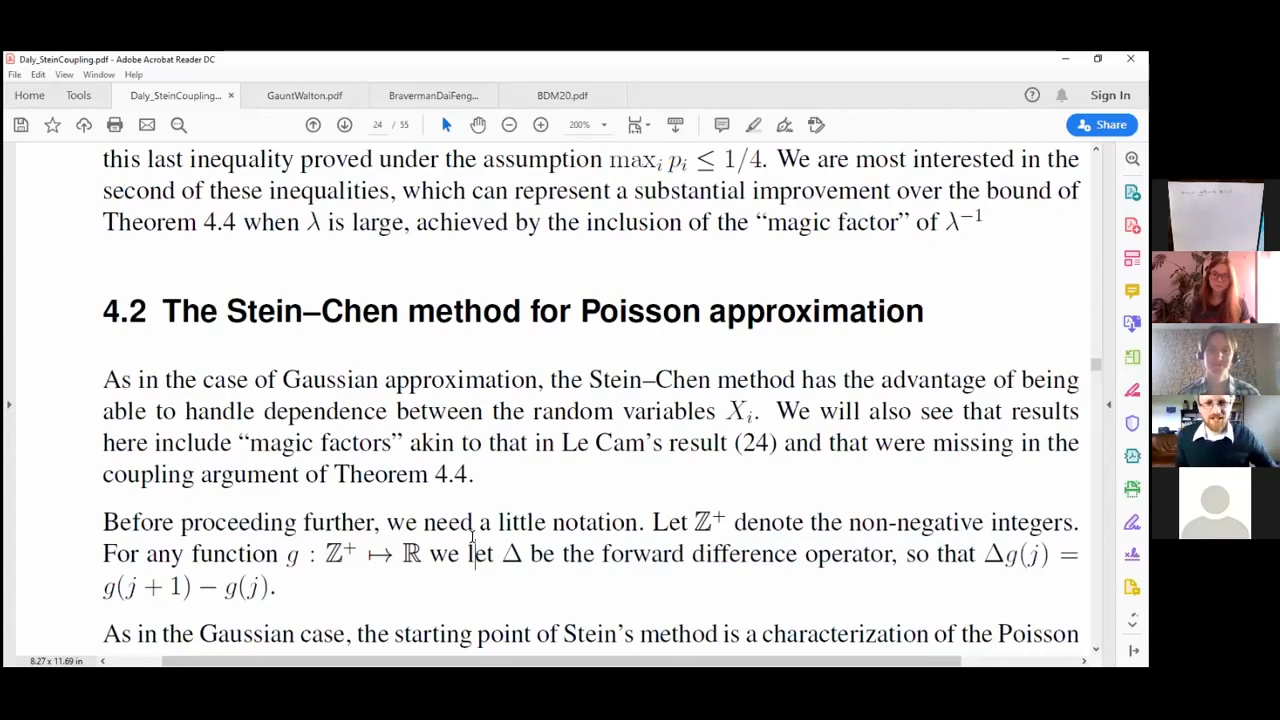 Daly_SteinCoupling.pdf - Adobe Acrobat Reader DC
File Edit View Window Help
Home Tools Daly_SteinCoupling... × GauntWalton.pdf BravermanDaiFeng... BDM20.pdf Sign In
24 / 55 200% Share
this last inequality proved under the assumption maxᵢ pᵢ ≤ 1/4. We are most interested in the
second of these inequalities, which can represent a substantial improvement over the bound of
Theorem 4.4 when λ is large, achieved by the inclusion of the “magic factor” of λ⁻¹
4.2 The Stein–Chen method for Poisson approximation
As in the case of Gaussian approximation, the Stein–Chen method has the advantage of being
able to handle dependence between the random variables Xᵢ. We will also see that results
here include “magic factors” akin to that in Le Cam’s result (24) and that were missing in the
coupling argument of Theorem 4.4.
Before proceeding further, we need a little notation. Let ℤ⁺ denote the non-negative integers.
For any function g : ℤ⁺ ↦ ℝ we let Δ be the forward difference operator, so that Δg(j) =
g(j + 1) − g(j).
As in the Gaussian case, the starting point of Stein’s method is a characterization of the Poisson
8.27 x 11.69 in